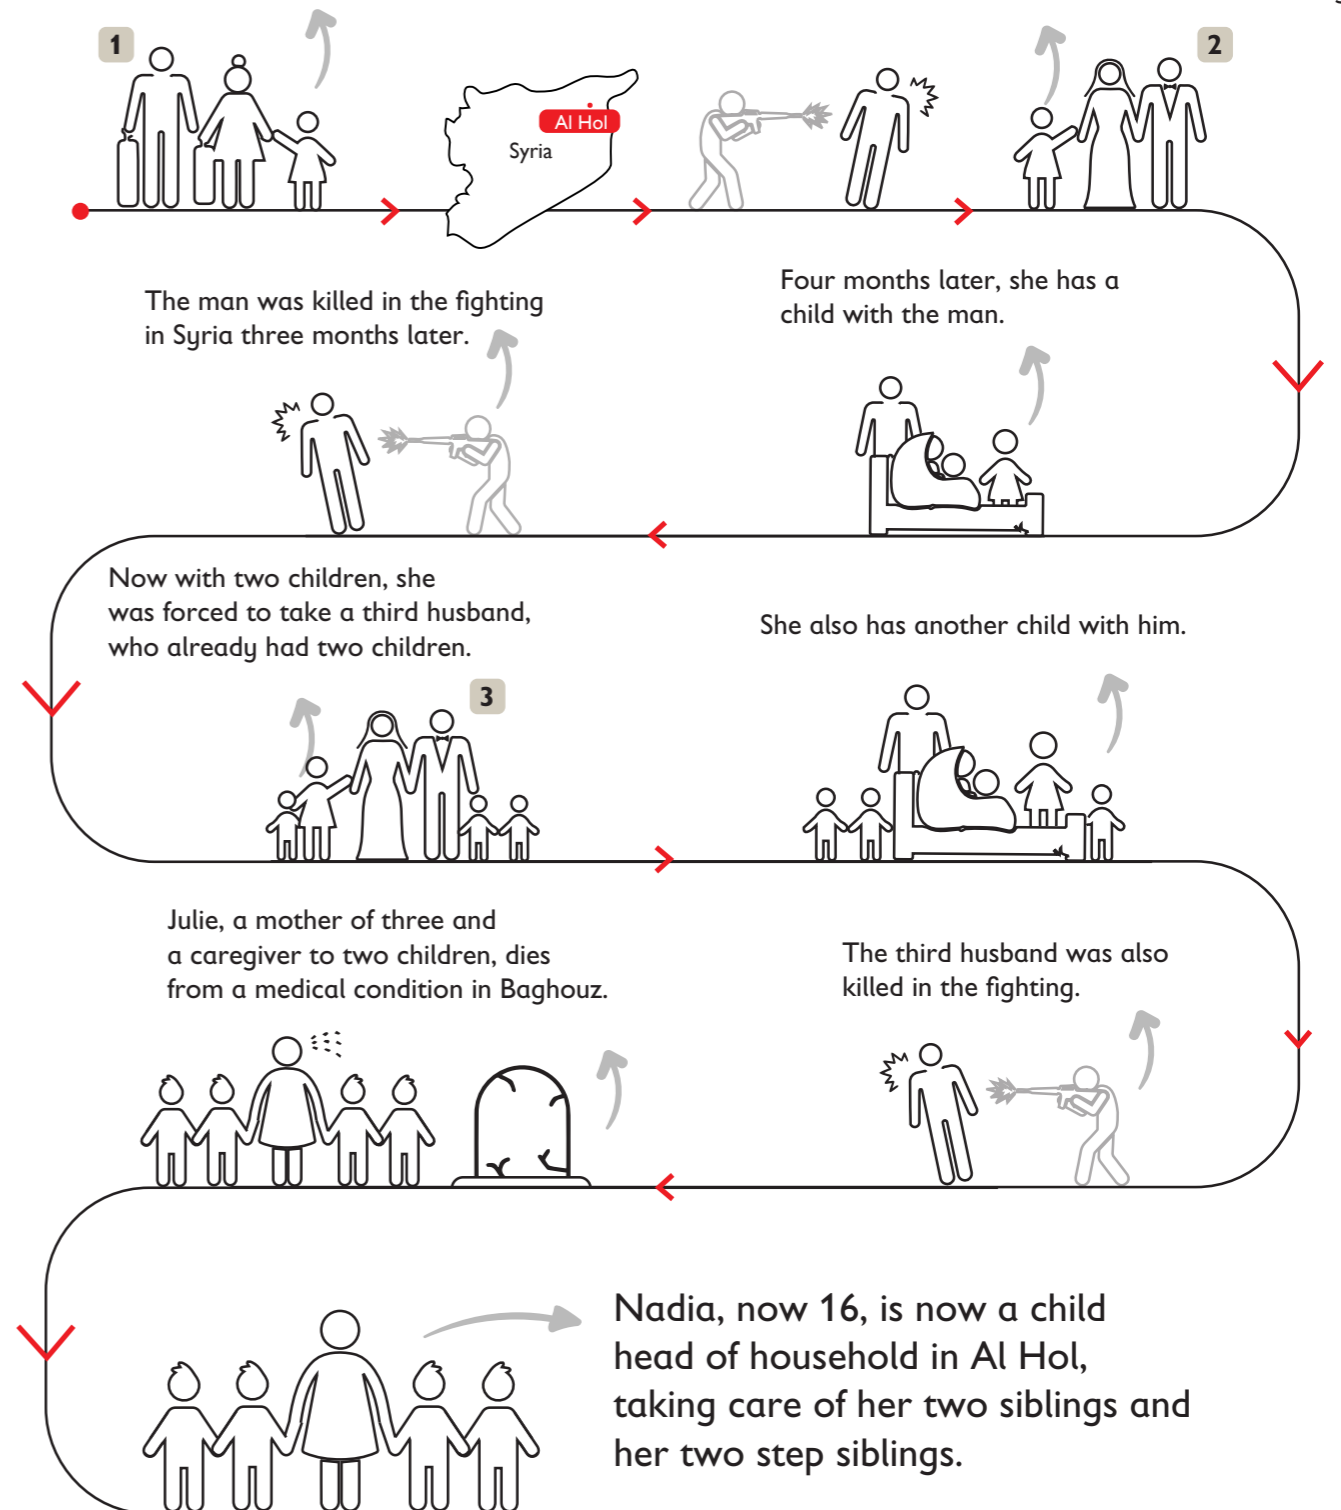 1
2
Al Hol
Syria
The man was killed in the fighting
in Syria three months later.
Four months later, she has a
child with the man.
Now with two children, she
was forced to take a third husband,
who already had two children.
She also has another child with him.
3
Julie, a mother of three and
a caregiver to two children, dies
from a medical condition in Baghouz.
The third husband was also
killed in the fighting.
Nadia, now 16, is now a child
head of household in Al Hol,
taking care of her two siblings and
her two step siblings.